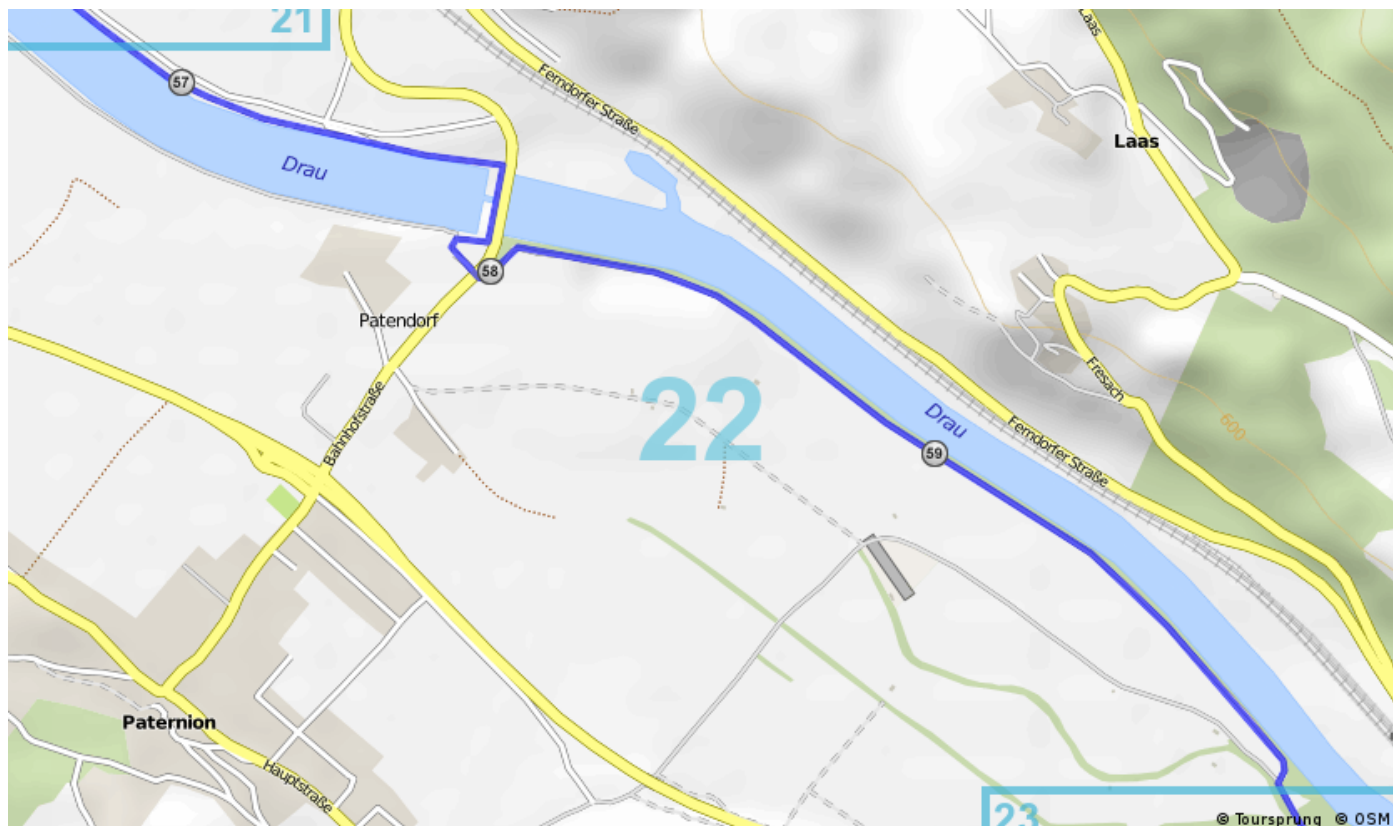 21
57
Drau
Ferndorfer Straße
Laas
Laas
58
Patendorf
Bahnhofstraße
22
Drau
59
Fresach
600
Ferndorfer Straße
Paternion
Hauptstraße
23
© Toursprung © OSM